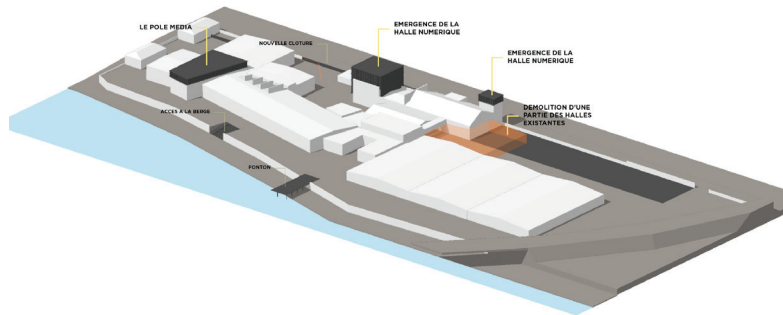 LE POLE MEDIA
EMERGENCE DE LA
HALLE NUMERIQUE
NOUVELLE CLOTURE
EMERGENCE DE LA
HALLE NUMERIQUE
DEMOLITION D'UNE
PARTIE DES HALLES
EXISTANTES
ACCES A LA BERGE
PONTON